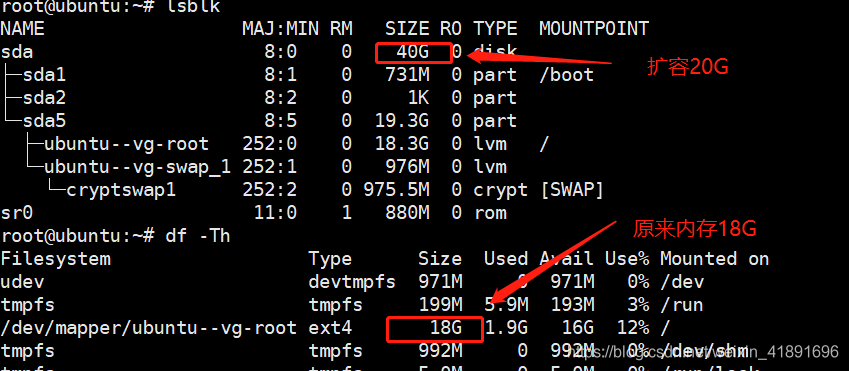 root@ubuntu:~# lsblk
NAME MAJ:MIN RM SIZE RO TYPE MOUNTPOINT
sda 8:0 0 40G 0 disk
├─sda1 8:1 0 731M 0 part /boot
扩容20G
├─sda2 8:2 0 1K 0 part
└─sda5 8:5 0 19.3G 0 part
├─ubuntu--vg-root 252:0 0 18.3G 0 lvm /
└─ubuntu--vg-swap_1 252:1 0 976M 0 lvm
└─cryptswap1 252:2 0 975.5M 0 crypt [SWAP]
sr0 11:0 1 880M 0 rom
root@ubuntu:~# df -Th
原来内存18G
Filesystem Type Size Used Avail Use% Mounted on
udev devtmpfs 971M 0 971M 0% /dev
tmpfs tmpfs 199M 5.9M 193M 3% /run
/dev/mapper/ubuntu--vg-root ext4 18G 1.9G 16G 12% /
tmpfs tmpfs 992M 0 992M 0% /dev/shm
https://blog.csdn.net/weixin_41891696